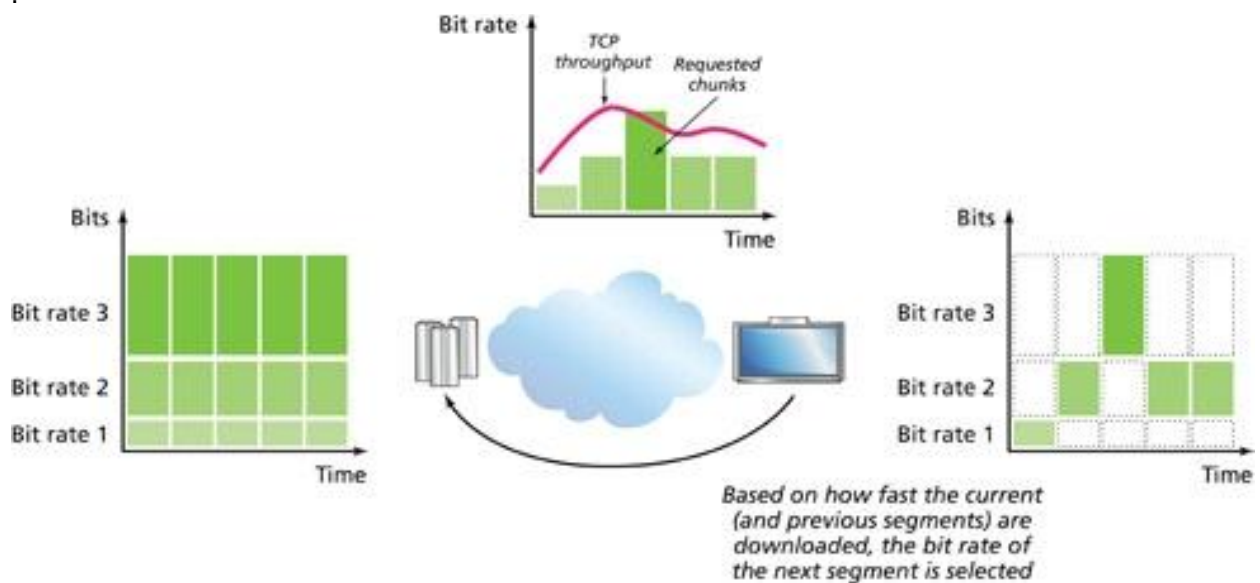 Bit rate
TCP
throughput
Requested
chunks
Time
Bits
Bit rate 3
Bit rate 2
Bit rate 1
Time
Bits
Bit rate 3
Bit rate 2
Bit rate 1
Time
Based on how fast the current
(and previous segments) are
downloaded, the bit rate of
the next segment is selected